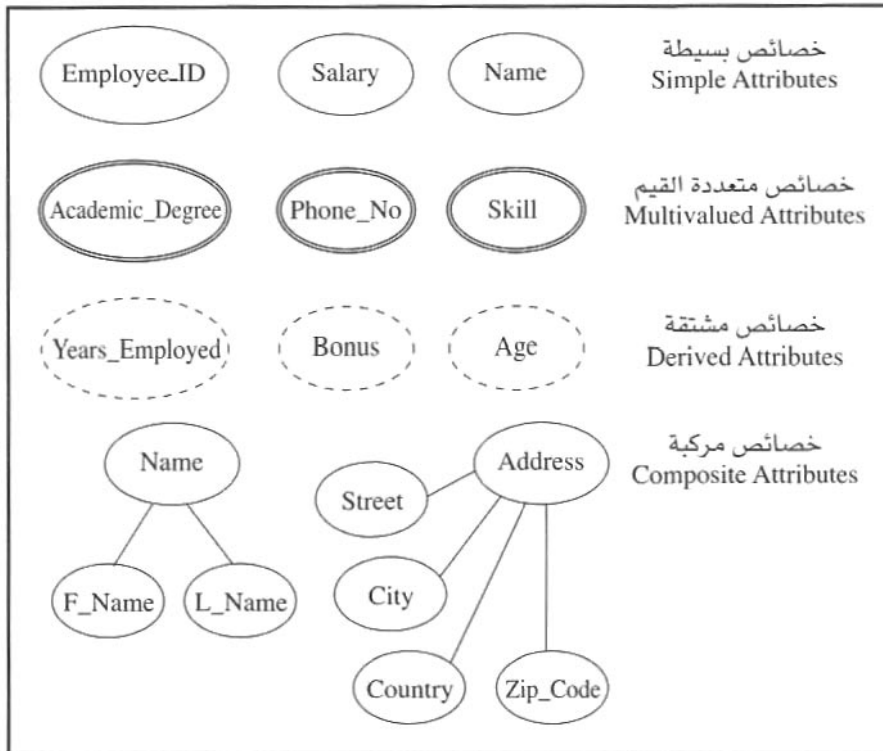 Employee_ID Salary Name خصائص بسيطة
Simple Attributes
Academic_Degree Phone_No Skill خصائص متعددة القيم
Multivalued Attributes
Years_Employed Bonus Age خصائص مشتقة
Derived Attributes
Name Address خصائص مركبة
Composite Attributes
Street
City
F_Name L_Name
Country Zip_Code